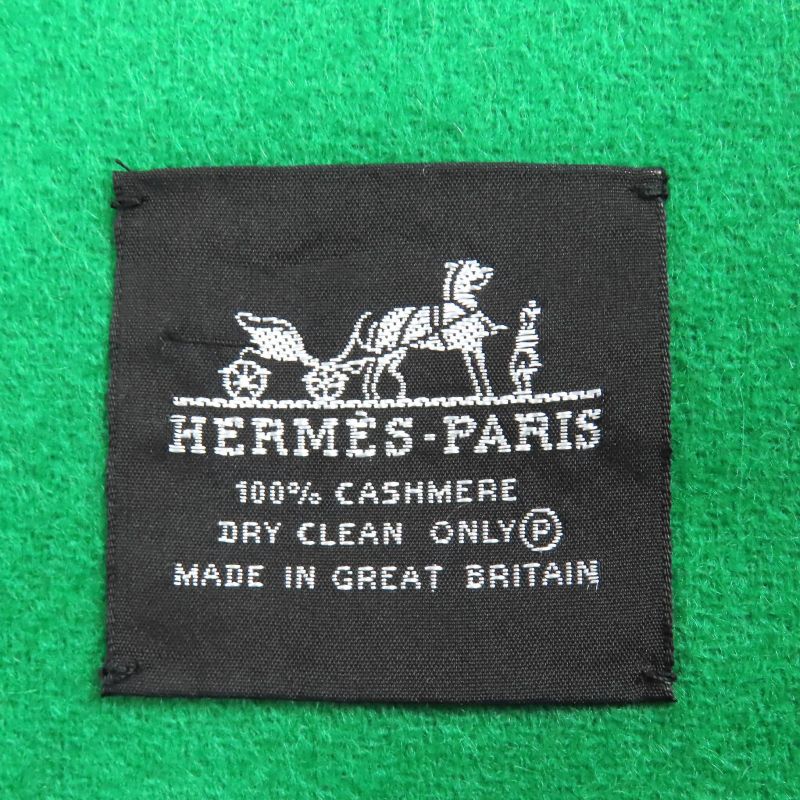 HERMÈS-PARIS
100% CASHMERE
DRY CLEAN ONLY Ⓟ
MADE IN GREAT BRITAIN